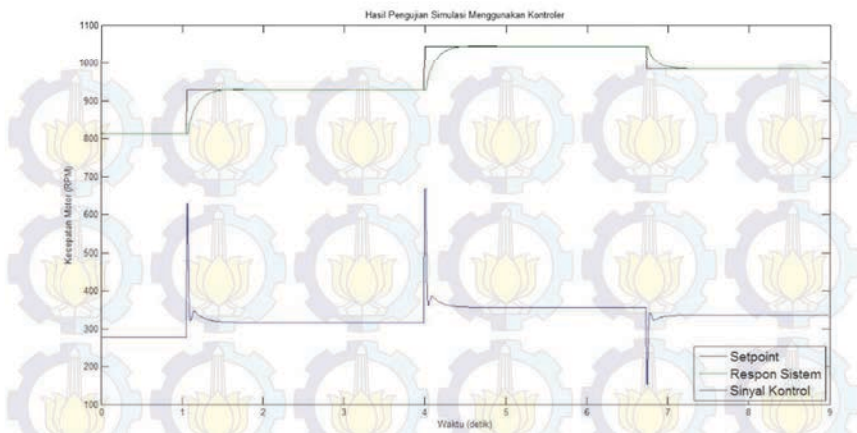 Hasil Pengujian Simulasi Menggunakan Kontroler
Kecepatan Motor (RPM)
1100
1000
900
800
700
600
500
400
300
200
100
0 1 2 3 4 5 6 7 8 9
Waktu (detik)
Setpoint
Respon Sistem
Sinyal Kontrol